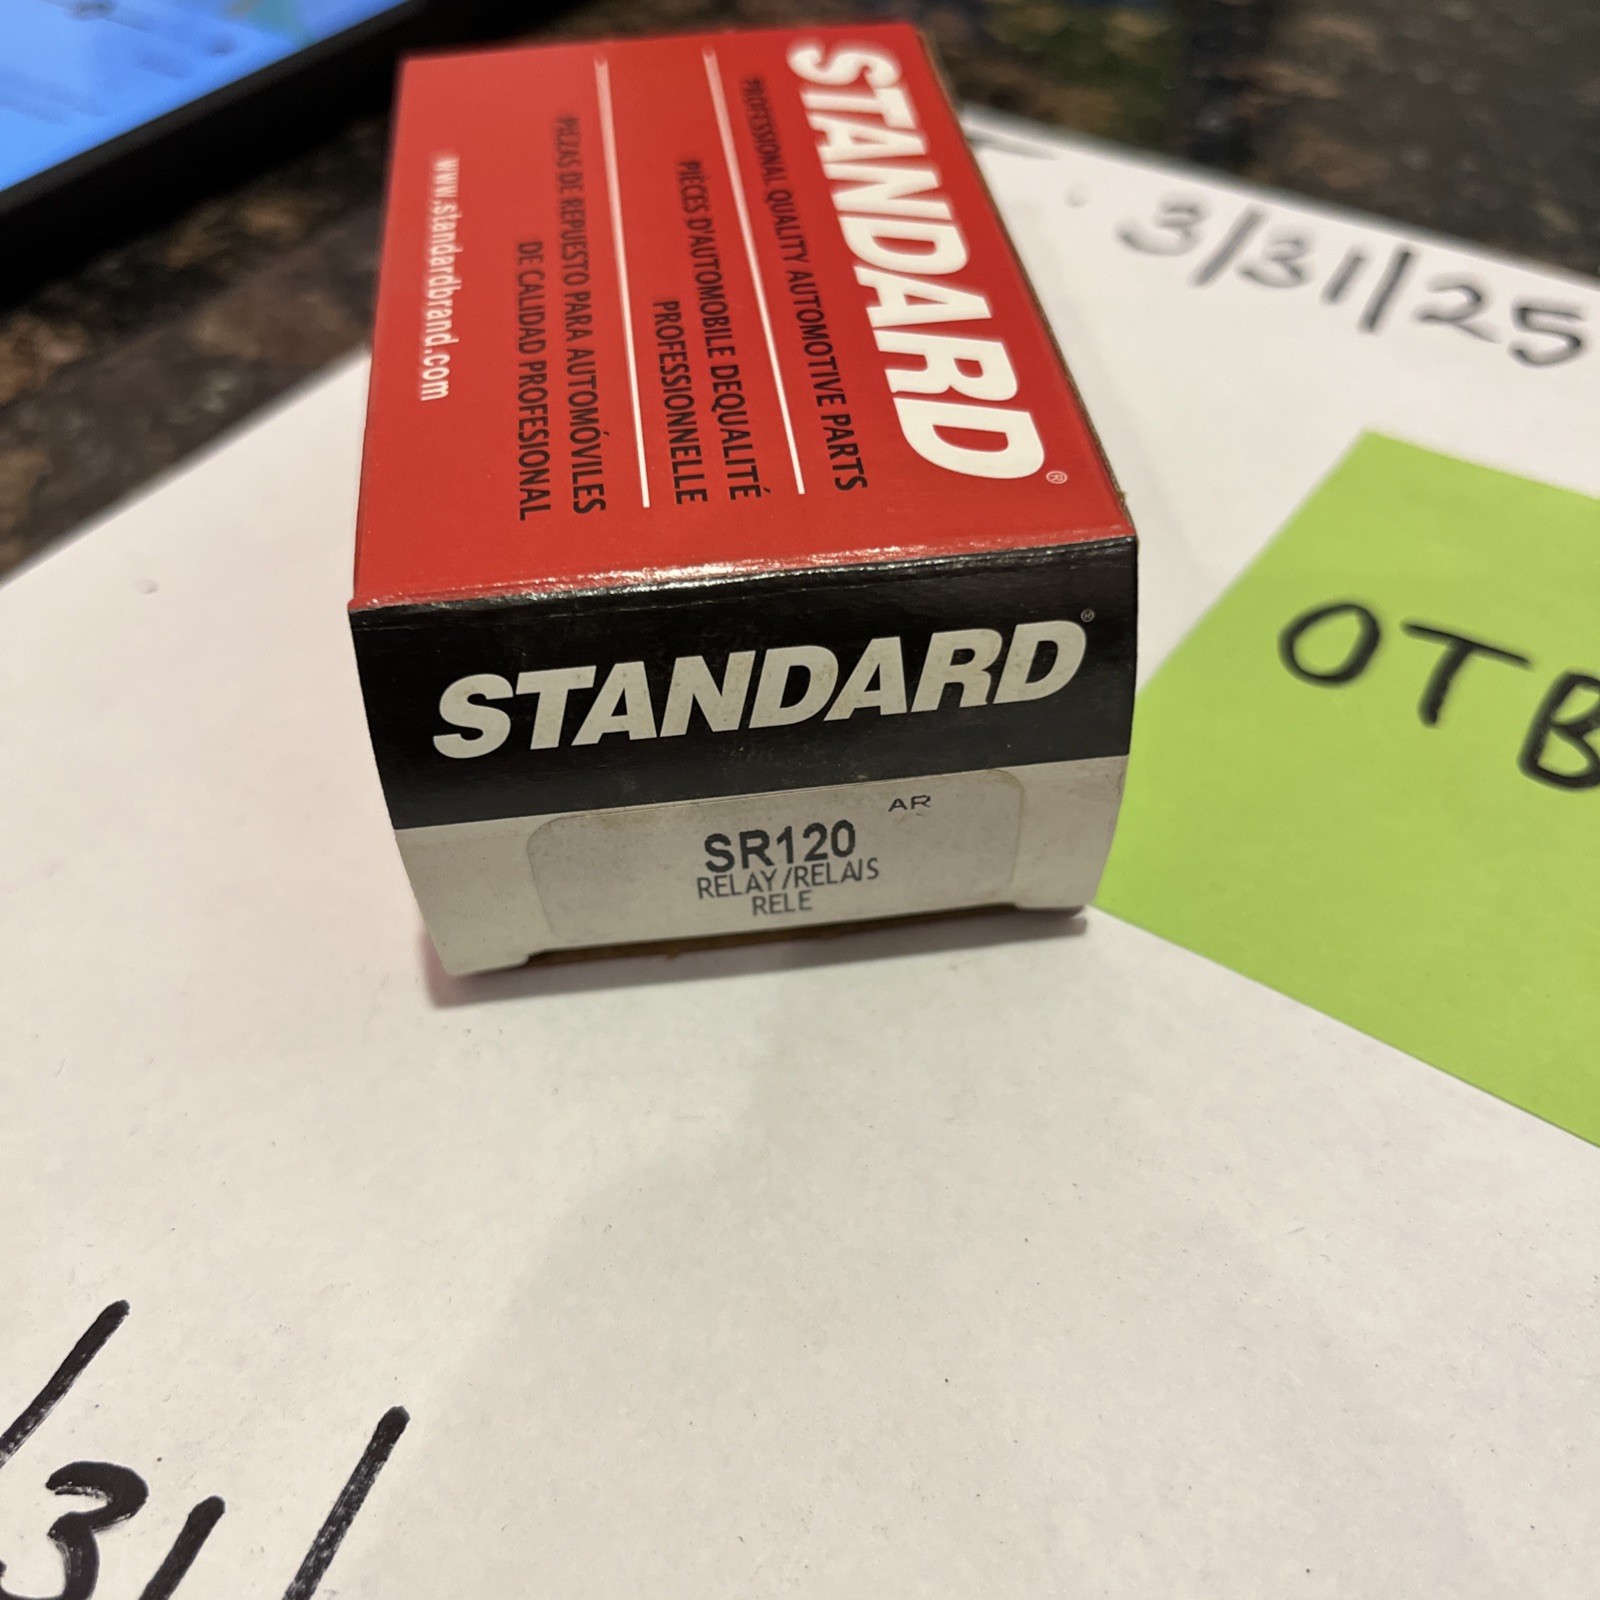 STANDARD®
PROFESSIONAL QUALITY AUTOMOTIVE PARTS
PIÈCES D'AUTOMOBILE DEQUALITÉ
PROFESSIONNELLE
PIEZAS DE REPUESTO PARA AUTOMÓVILES
DE CALIDAD PROFESIONAL
www.standardbrand.com
STANDARD®
AR
SR120
RELAY/RELAIS
RELE
3/31/25
OTB
/31/